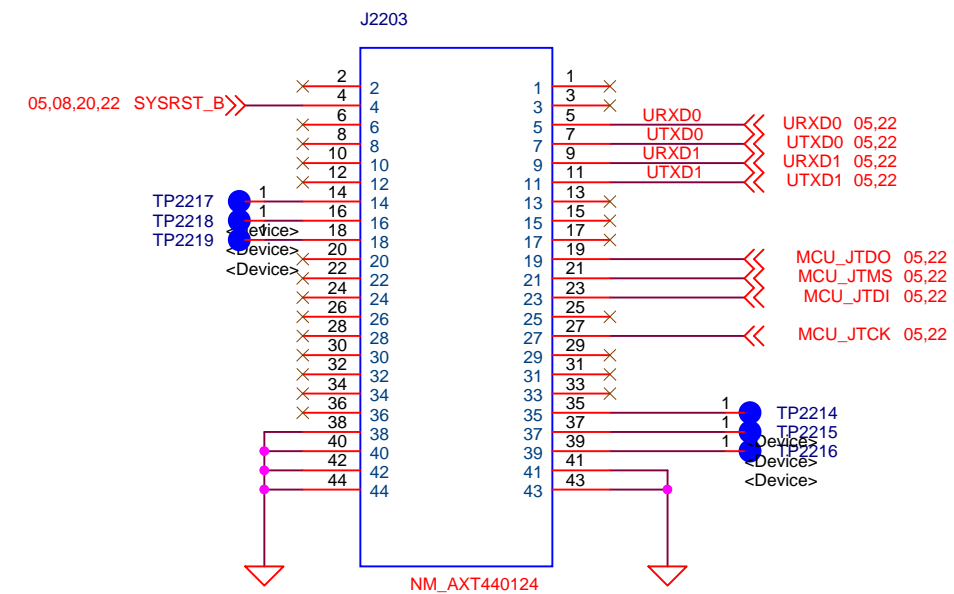 J2203
2 2 1 1
05,08,20,22 SYSRST_B 4 4 3 3
6 6 5 5 URXD0 URXD0 05,22
8 8 7 7 UTXD0 UTXD0 05,22
10 10 9 9 URXD1 URXD1 05,22
12 12 11 11 UTXD1 UTXD1 05,22
TP2217 1 14 14 13 13
TP2218 1 16 16 15 15
<Device>
TP2219 1 18 18 17 17
<Device>
20 20 19 19 MCU_JTDO 05,22
<Device>
22 22 21 21 MCU_JTMS 05,22
24 24 23 23 MCU_JTDI 05,22
26 26 25 25
28 28 27 27 MCU_JTCK 05,22
30 30 29 29
32 32 31 31
34 34 33 33
36 36 35 35 1 TP2214
38 38 37 37 1 TP2215
<Device>
40 40 39 39 1 TP2216
<Device>
42 42 41 41
<Device>
44 44 43 43
NM_AXT440124